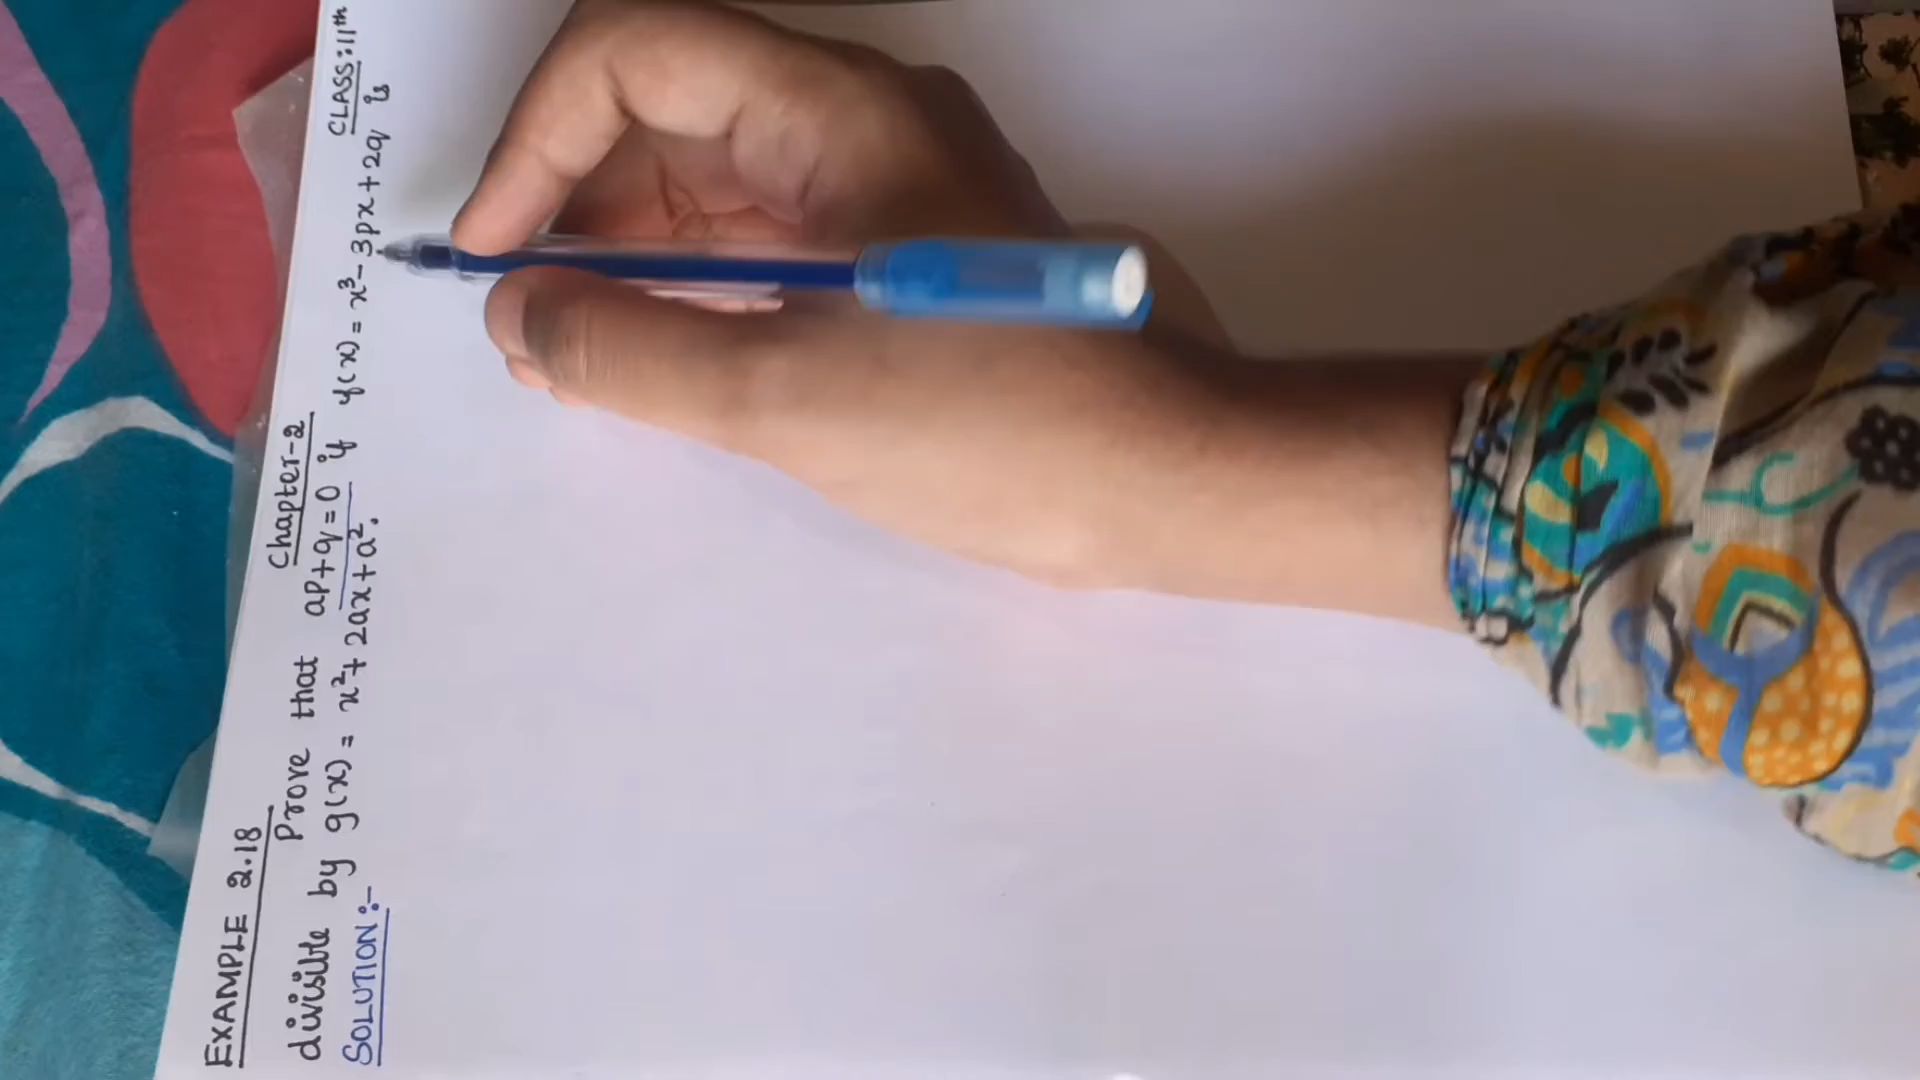 CLASS:11th
Chapter-2
EXAMPLE 2.18
Prove that ap+q=0 if f(x) = x³-3px+2q is
divisible by g(x) = x²+2ax+a².
SOLUTION:-